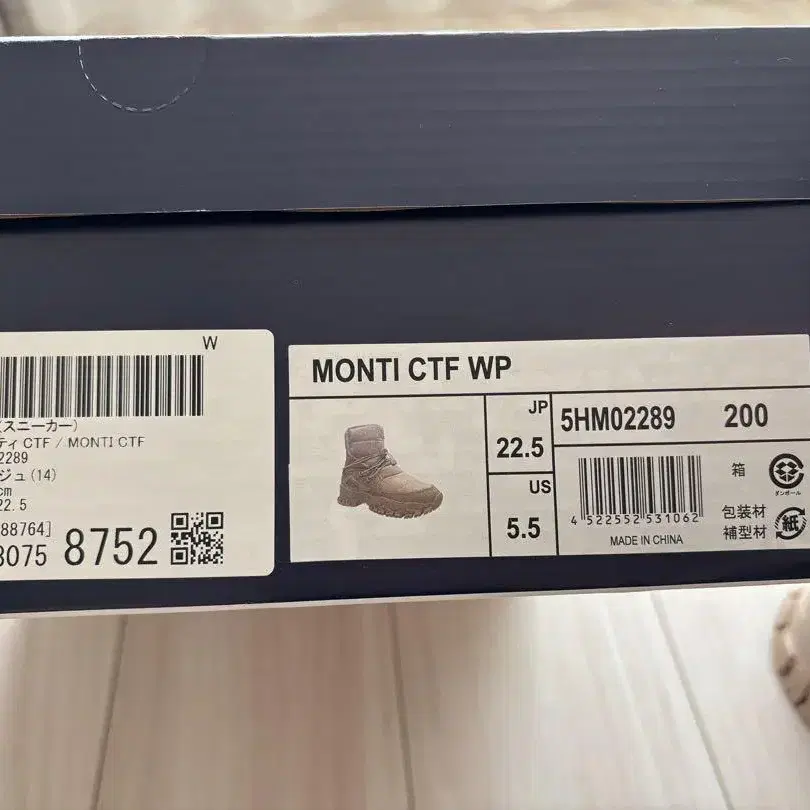 W
(スニーカー)
ティ CTF / MONTI CTF
2289
ジュ(14)
cm
22.5
88764]
3075 8752
MONTI CTF WP
JP
22.5
US
5.5
5HM02289 200
4 522552 531062
MADE IN CHINA
箱
ダンボール
包装材
補型材
紙